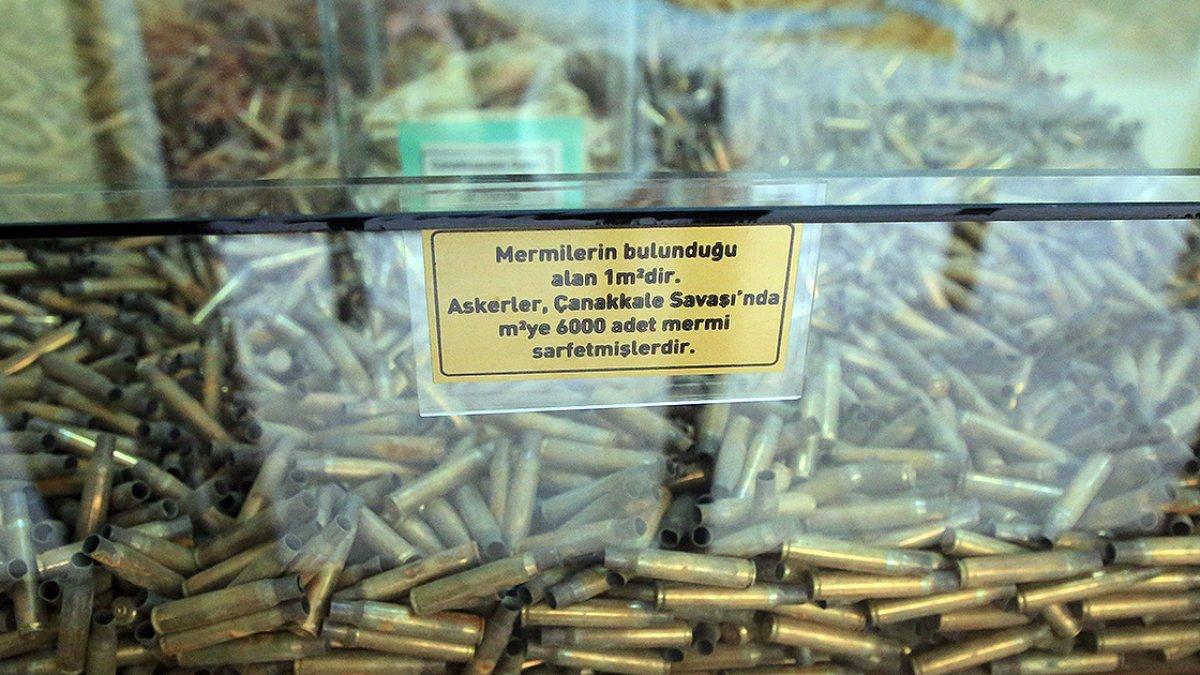 Mermilerin bulunduğu
alan 1m²dir.
Askerler, Çanakkale Savaşı'nda
m²ye 6000 adet mermi
sarfetmişlerdir.